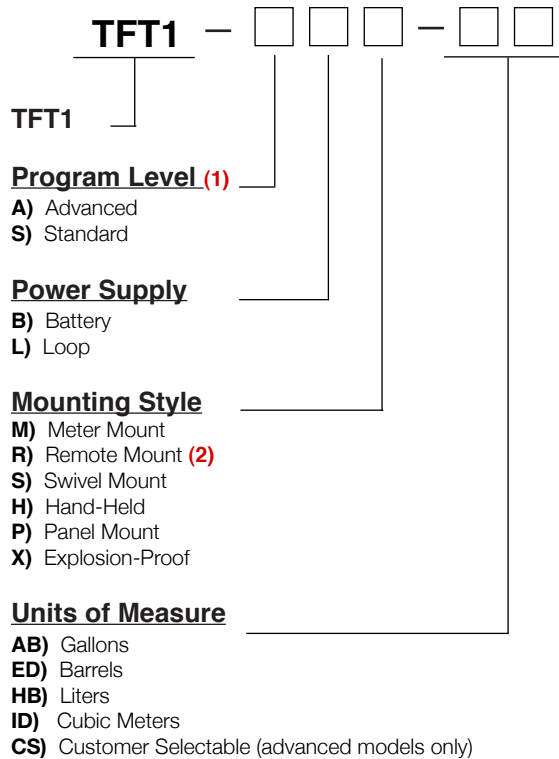 TFT1 – □ □ □ – □ □
TFT1
Program Level (1)
A) Advanced
S) Standard
Power Supply
B) Battery
L) Loop
Mounting Style
M) Meter Mount
R) Remote Mount (2)
S) Swivel Mount
H) Hand-Held
P) Panel Mount
X) Explosion-Proof
Units of Measure
AB) Gallons
ED) Barrels
HB) Liters
ID) Cubic Meters
CS) Customer Selectable (advanced models only)